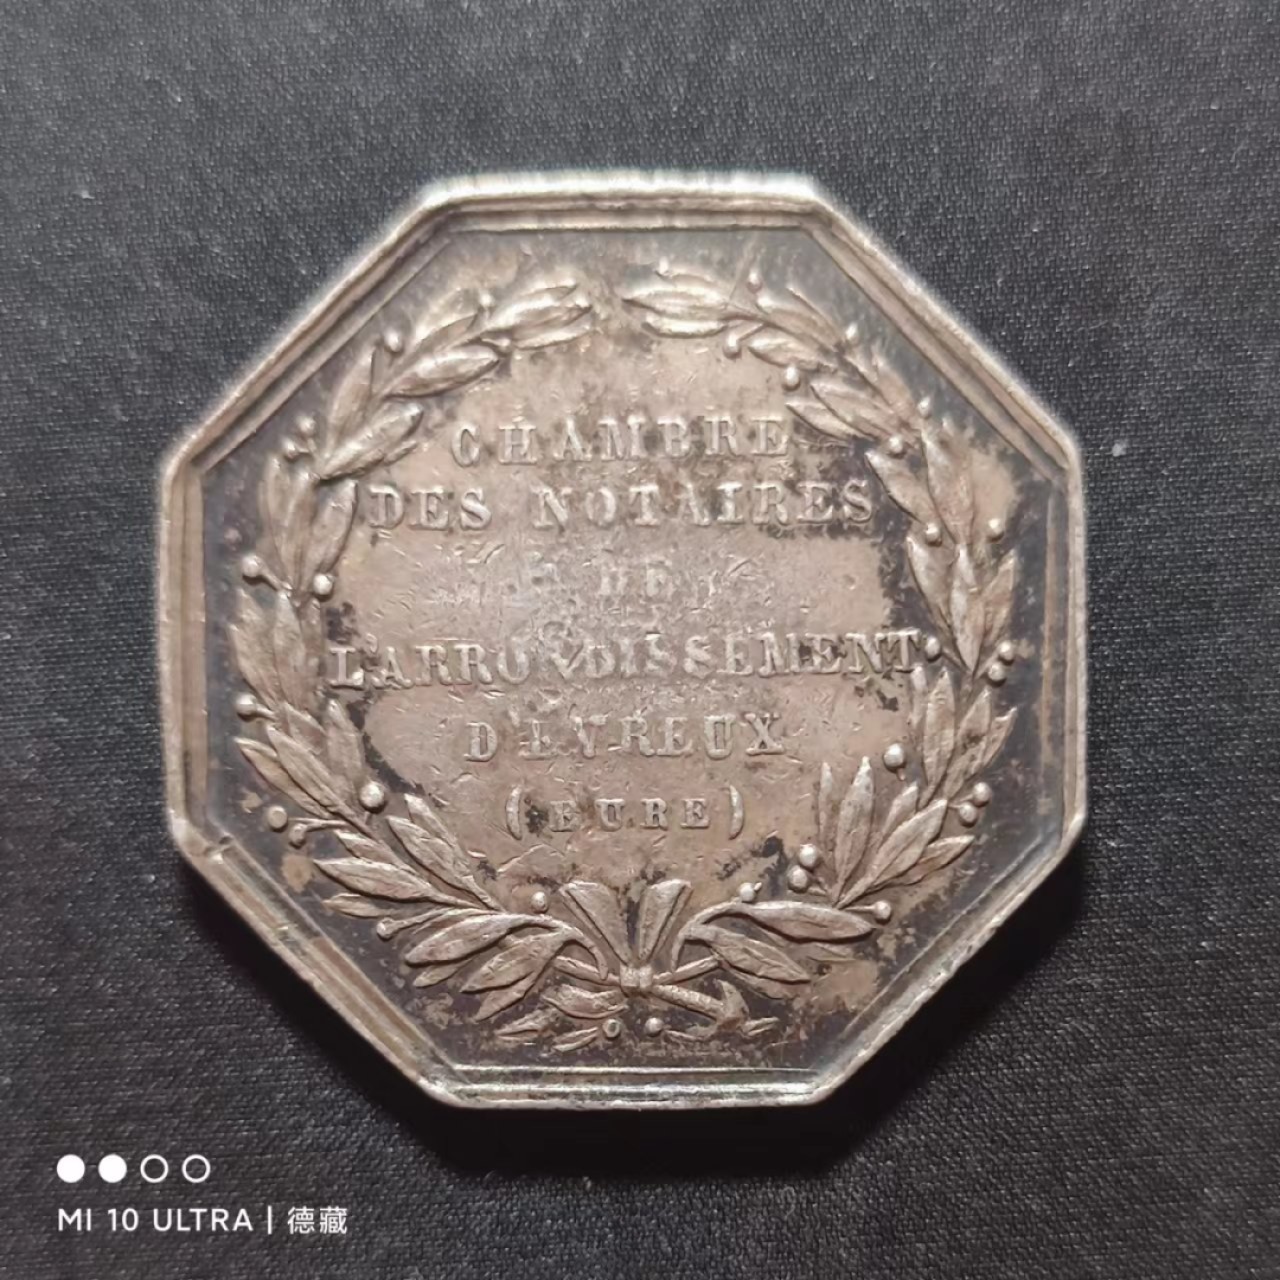 CHAMBRE
DES NOTAIRES
DE
L'ARRONDISSEMENT
D'EVREUX
(EURE)
MI 10 ULTRA | 德藏